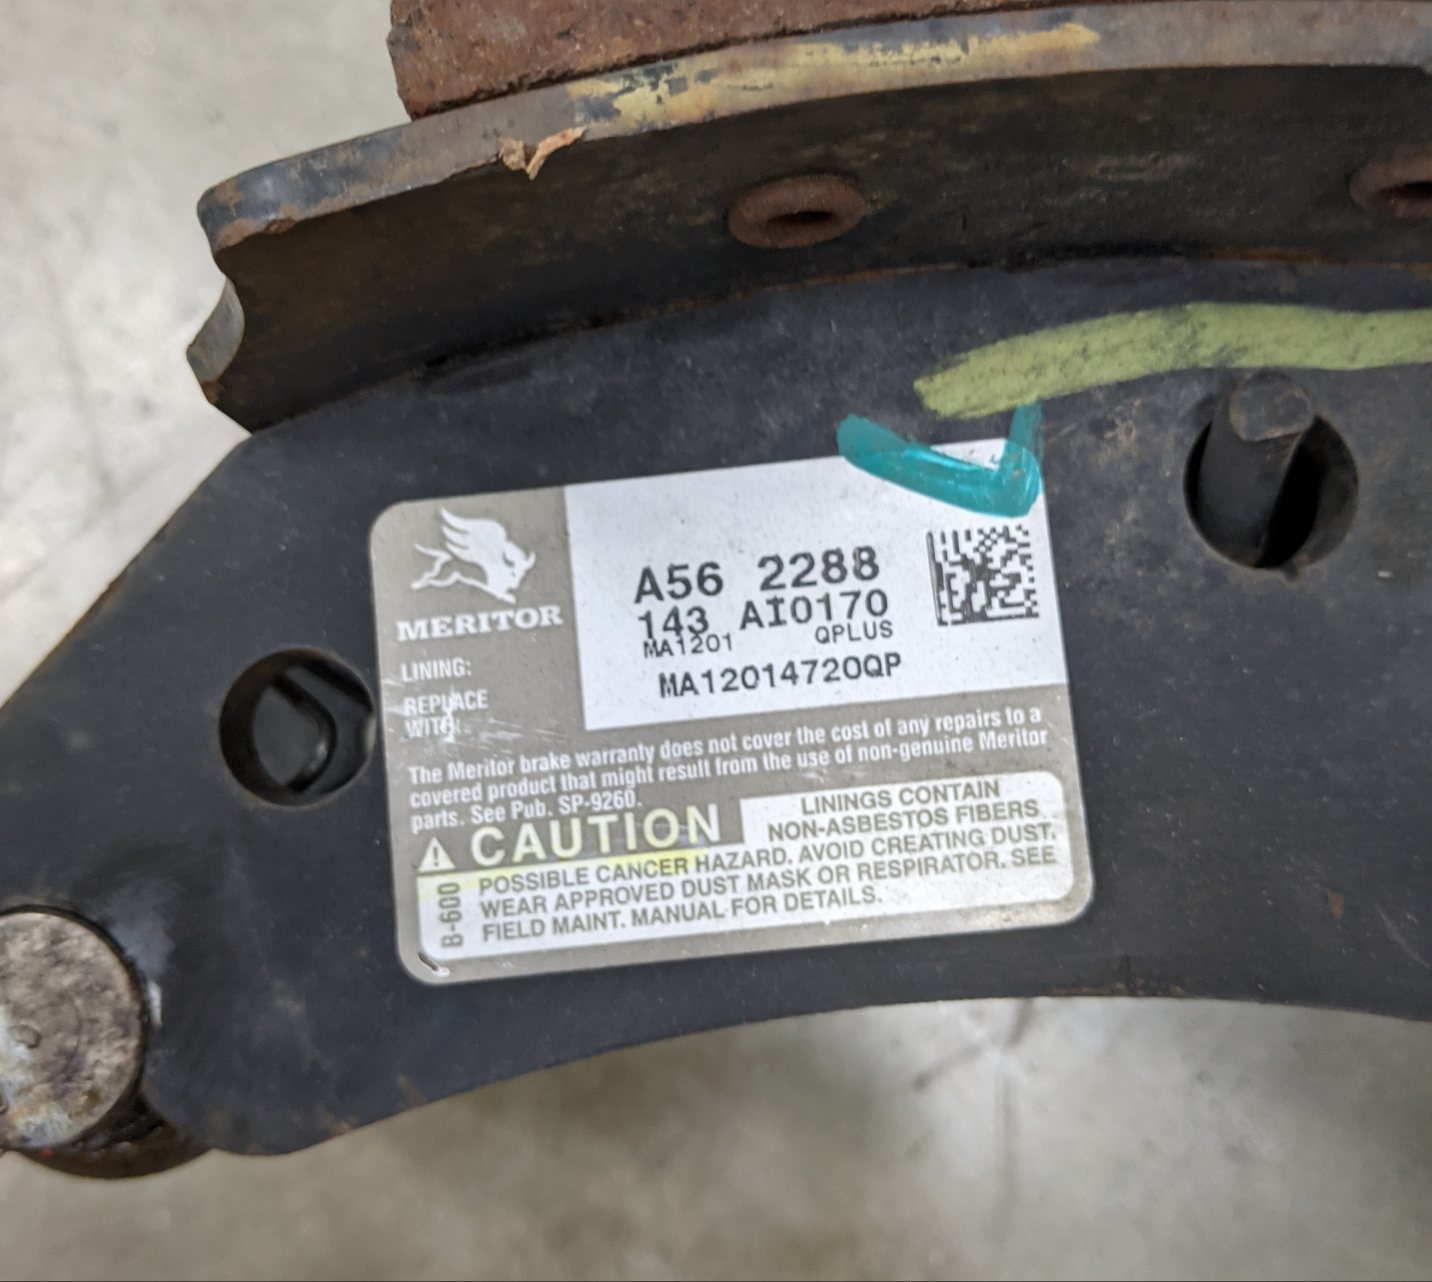 MERITOR
A56 2288
143 AI0170
LINING:
MA1201 QPLUS
REPLACE
WITH:
MA12014720QP
The Meritor brake warranty does not cover the cost of any repairs to a
covered product that might result from the use of non-genuine Meritor
parts. See Pub. SP-9260.
CAUTION
LININGS CONTAIN
NON-ASBESTOS FIBERS
POSSIBLE CANCER HAZARD. AVOID CREATING DUST.
WEAR APPROVED DUST MASK OR RESPIRATOR. SEE
FIELD MAINT. MANUAL FOR DETAILS.
B-600